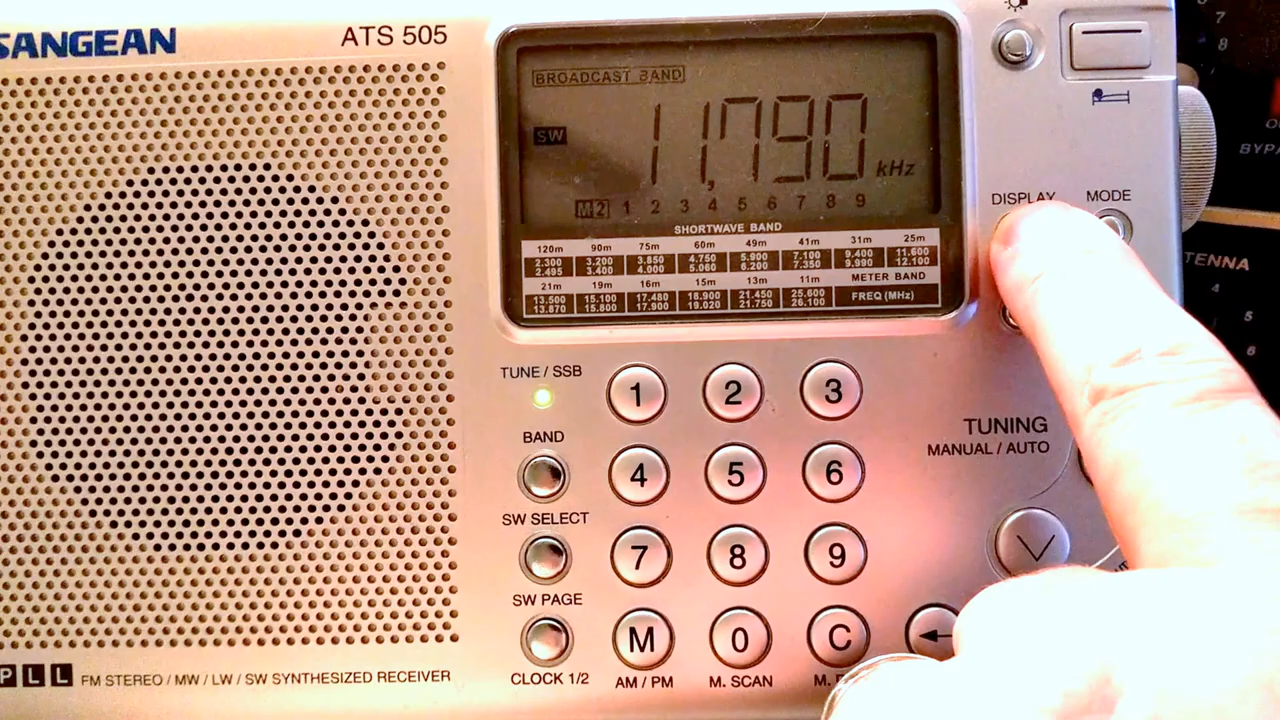 SANGEAN
ATS 505
BROADCAST BAND
SW
11,790 kHz
M2 1 2 3 4 5 6 7 8 9
SHORTWAVE BAND
120m 90m 75m 60m 49m 41m 31m 25m
2.300 3.200 3.850 4.750 5.900 7.100 9.400 11.600
2.495 3.400 4.000 5.060 6.200 7.350 9.990 12.100
21m 19m 16m 15m 13m 11m METER BAND
13.500 15.100 17.480 18.900 21.450 25.600 FREQ (MHz)
13.870 15.800 17.900 19.020 21.750 26.100
DISPLAY MODE
TUNE / SSB
BAND
SW SELECT
SW PAGE
CLOCK 1/2
1 2 3
4 5 6
7 8 9
M 0 C
AM / PM M. SCAN M.
TUNING
MANUAL / AUTO
PLL FM STEREO / MW / LW / SW SYNTHESIZED RECEIVER
7
8
4
5
6